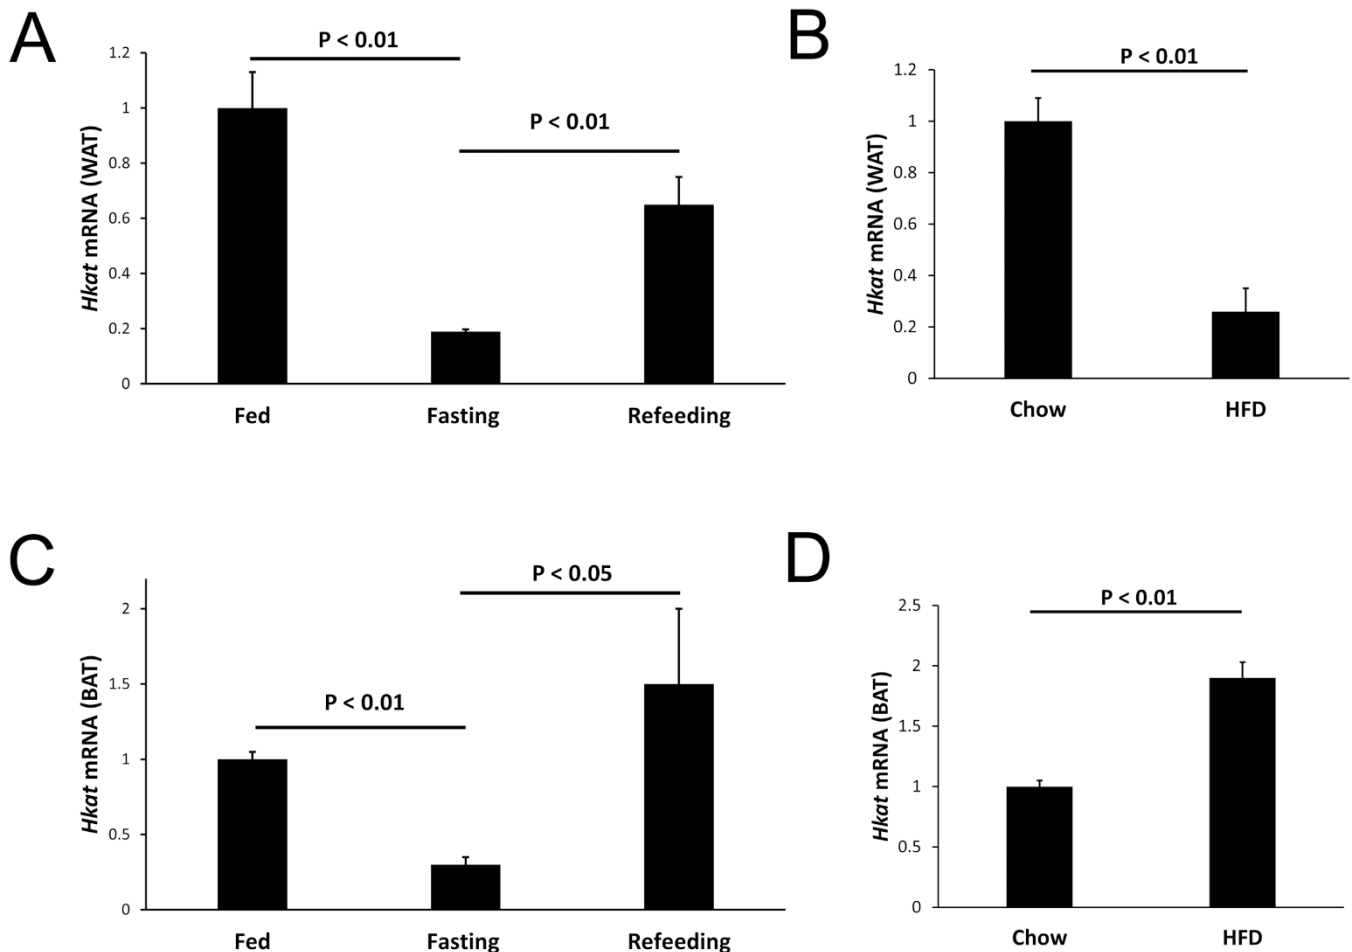 A
P < 0.01
P < 0.01
Hkat mRNA (WAT)
1.2
1
0.8
0.6
0.4
0.2
0
Fed Fasting Refeeding
B
P < 0.01
Hkat mRNA (WAT)
1.2
1
0.8
0.6
0.4
0.2
0
Chow HFD
C
P < 0.05
P < 0.01
Hkat mRNA (BAT)
2
1.5
1
0.5
0
Fed Fasting Refeeding
D
P < 0.01
Hkat mRNA (BAT)
2.5
2
1.5
1
0.5
0
Chow HFD